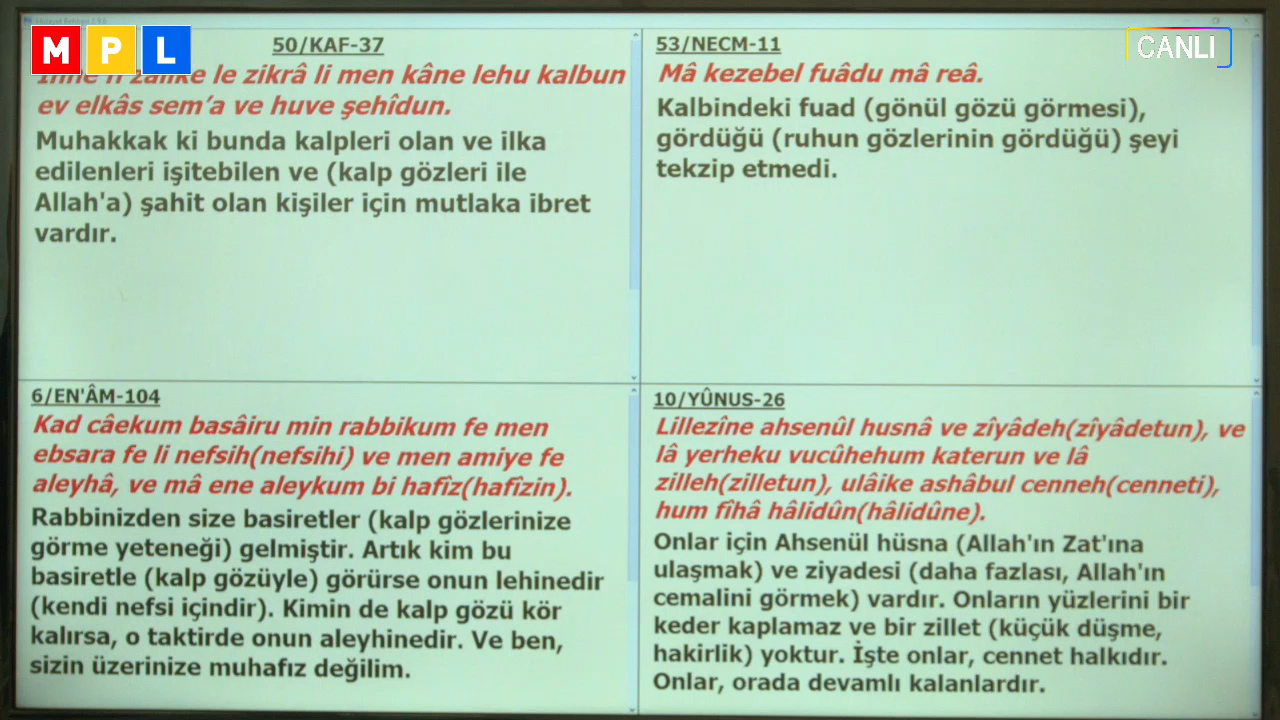 MPL
CANLI
50/KAF-37
li zâlike le zikrâ li men kâne lehu kalbun
ev elkâs sem’a ve huve şehîdun.
Muhakkak ki bunda kalpleri olan ve ilka
edilenleri işitebilen ve (kalp gözleri ile
Allah'a) şahit olan kişiler için mutlaka ibret
vardır.
53/NECM-11
Mâ kezebel fuâdu mâ reâ.
Kalbindeki fuad (gönül gözü görmesi),
gördüğü (ruhun gözlerinin gördüğü) şeyi
tekzip etmedi.
6/EN'ÂM-104
Kad câekum basâiru min rabbikum fe men
ebsara fe li nefsih(nefsihi) ve men amiye fe
aleyhâ, ve mâ ene aleykum bi hafîz(hafîzin).
Rabbinizden size basiretler (kalp gözlerinize
görme yeteneği) gelmiştir. Artık kim bu
basiretle (kalp gözüyle) görürse onun lehinedir
(kendi nefsi içindir). Kimin de kalp gözü kör
kalırsa, o taktirde onun aleyhinedir. Ve ben,
sizin üzerinize muhafız değilim.
10/YÛNUS-26
Lillezîne ahsenûl husnâ ve zîyâdeh(zîyâdetun), ve
lâ yerheku vucûhehum katerun ve lâ
zilleh(zilletun), ulâike ashâbul cenneh(cenneti),
hum fîhâ hâlidûn(hâlidûne).
Onlar için Ahsenül hüsna (Allah'ın Zat'ına
ulaşmak) ve ziyadesi (daha fazlası, Allah'ın
cemalini görmek) vardır. Onların yüzlerini bir
keder kaplamaz ve bir zillet (küçük düşme,
hakirlik) yoktur. İşte onlar, cennet halkıdır.
Onlar, orada devamlı kalanlardır.